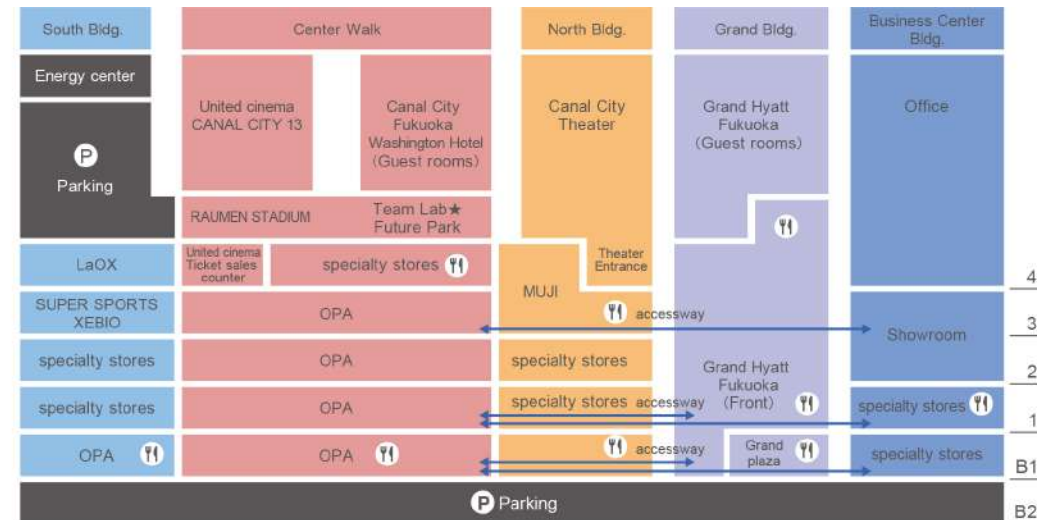 South Bldg.
Center Walk
North Bldg.
Grand Bldg.
Business Center
Bldg.
Energy center
P
Parking
United cinema
CANAL CITY 13
Canal City
Fukuoka
Washington Hotel
(Guest rooms)
Canal City
Theater
Grand Hyatt
Fukuoka
(Guest rooms)
Office
RAUMEN STADIUM
Team Lab★
Future Park
LaOX
United cinema
Ticket sales
counter
specialty stores
MUJI
Theater
Entrance
4
SUPER SPORTS
XEBIO
OPA
accessway
Showroom
3
specialty stores
OPA
specialty stores
2
specialty stores
OPA
specialty stores
accessway
Grand Hyatt
Fukuoka
(Front)
specialty stores
1
OPA
OPA
accessway
Grand
plaza
specialty stores
B1
P Parking
B2